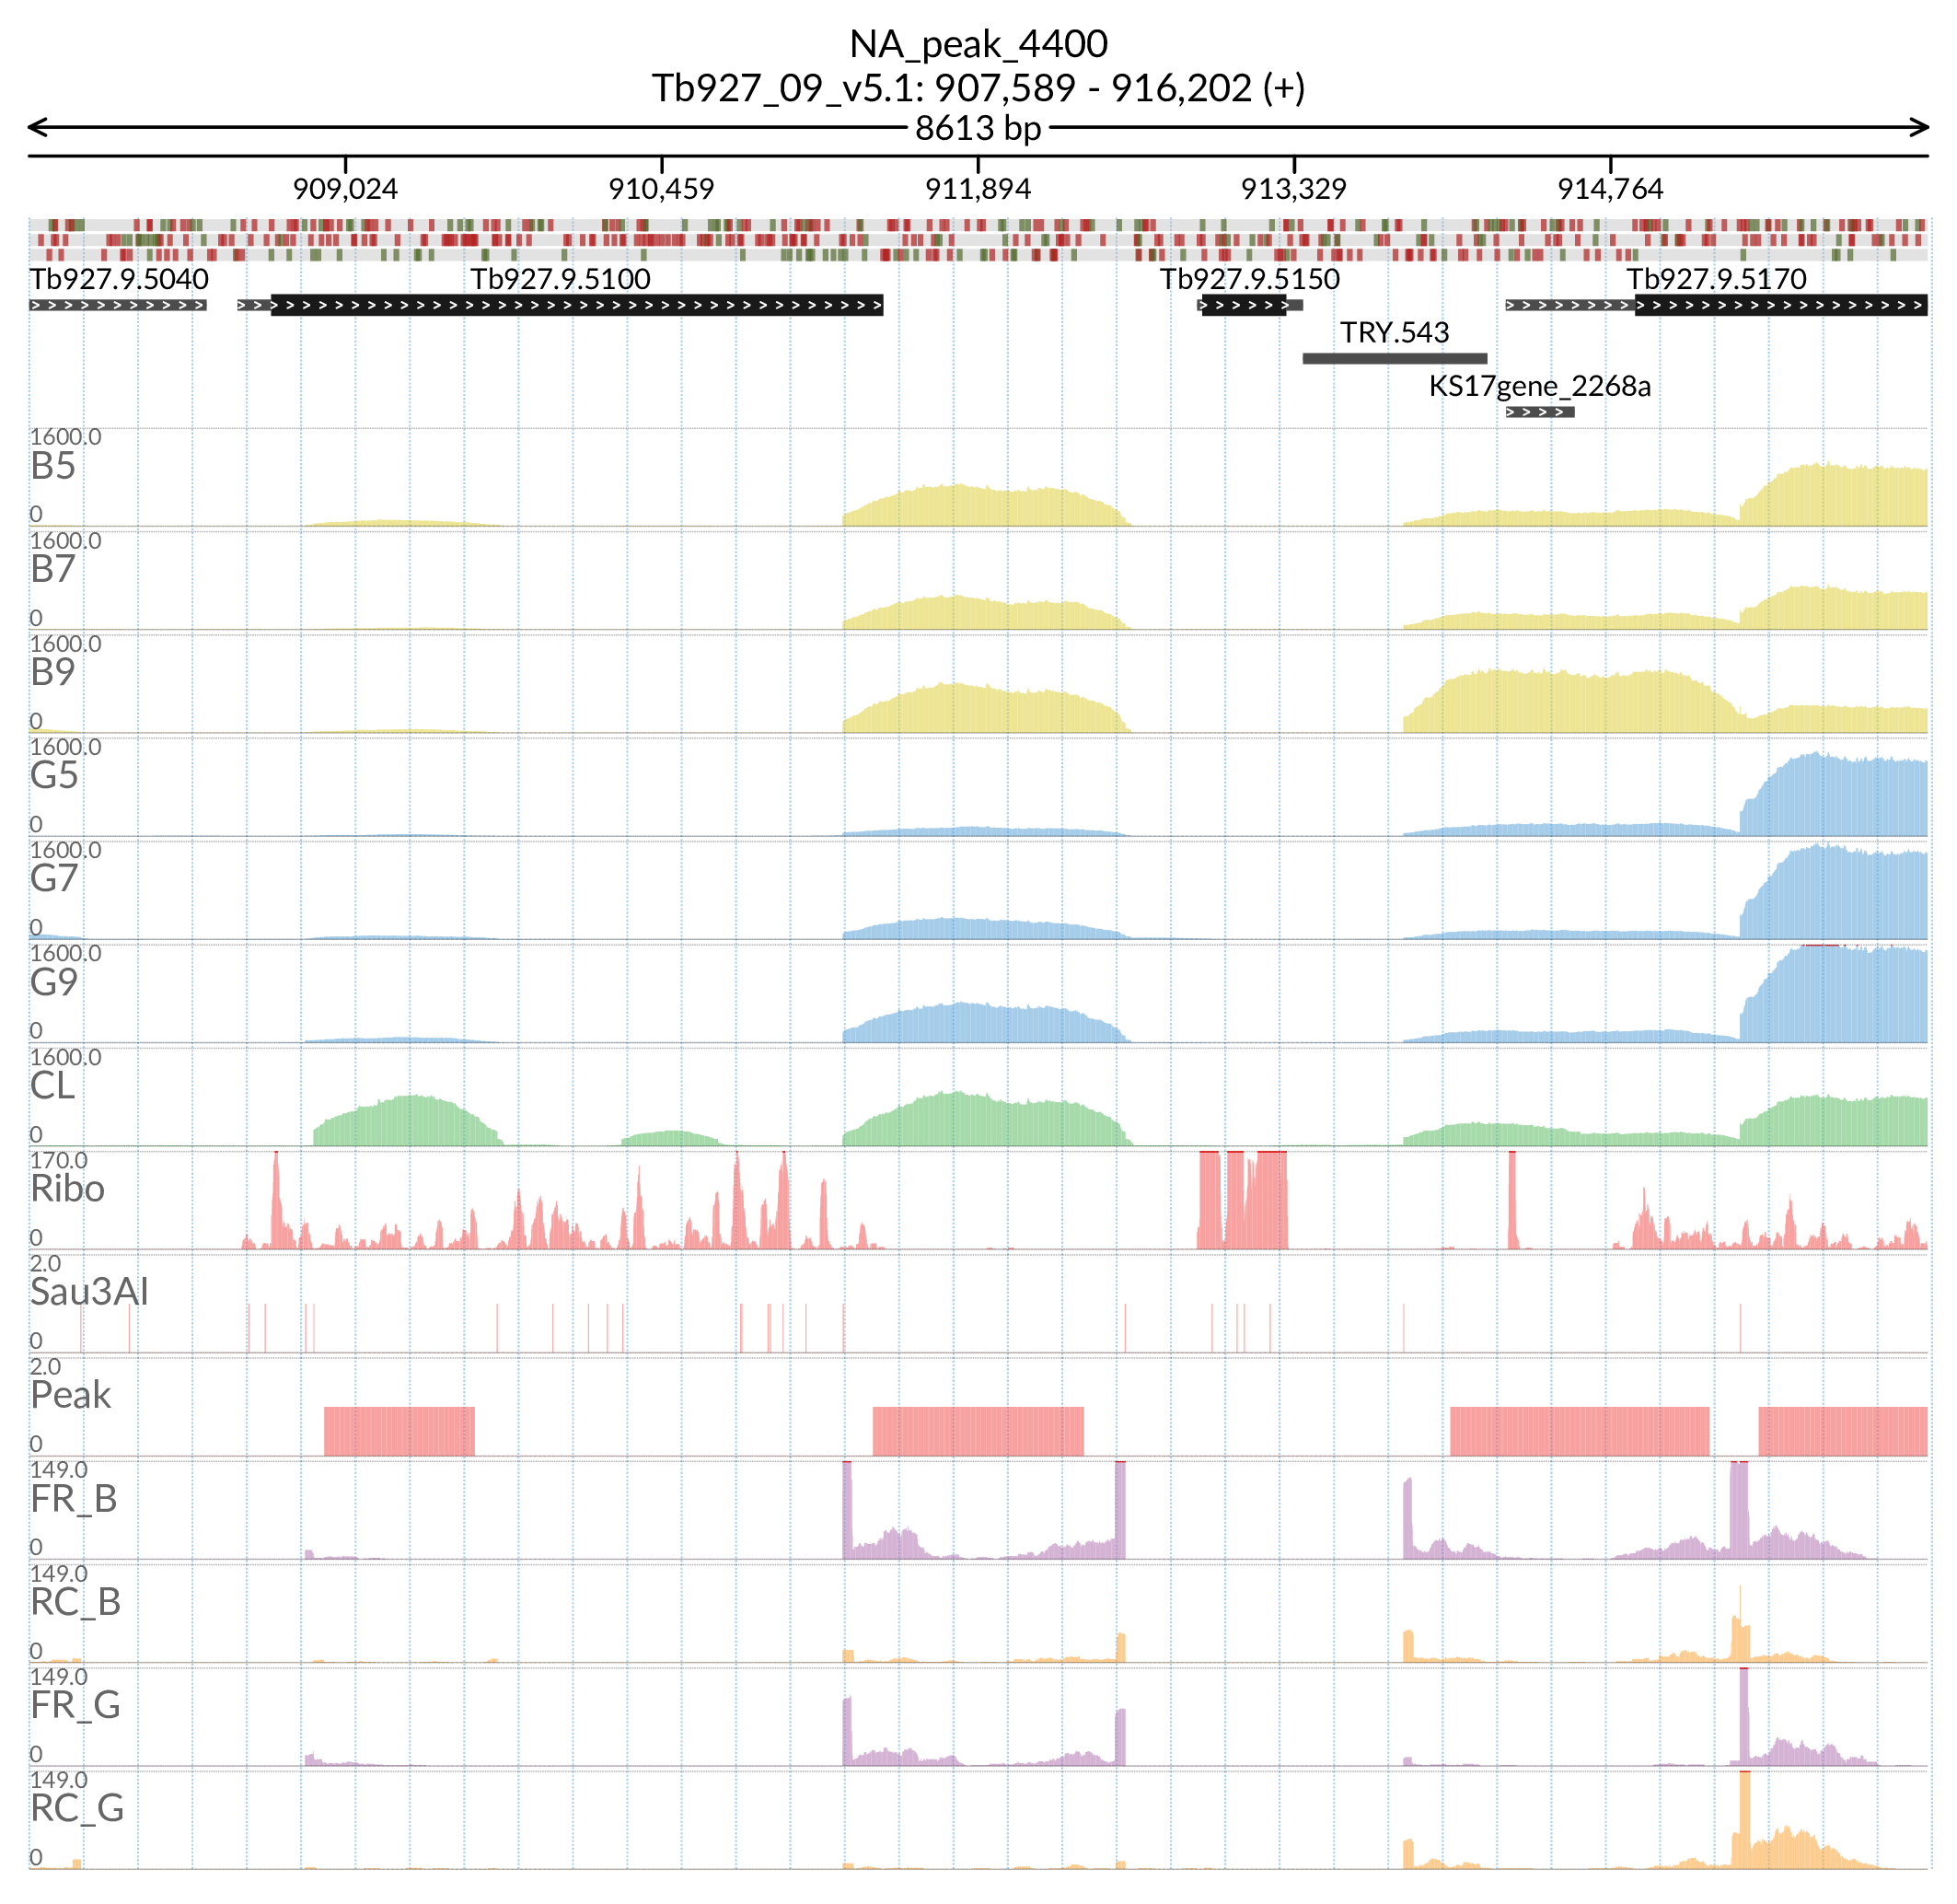 NA_peak_4400
Tb927_09_v5.1: 907,589 - 916,202 (+)
8613 bp
909,024 910,459 911,894 913,329 914,764
Tb927.9.5040 Tb927.9.5100 Tb927.9.5150 Tb927.9.5170
TRY.543
KS17gene_2268a
1600.0
B5
0
1600.0
B7
0
1600.0
B9
0
1600.0
G5
0
1600.0
G7
0
1600.0
G9
0
1600.0
CL
0
170.0
Ribo
0
2.0
Sau3AI
0
2.0
Peak
0
149.0
FR_B
0
149.0
RC_B
0
149.0
FR_G
0
149.0
RC_G
0